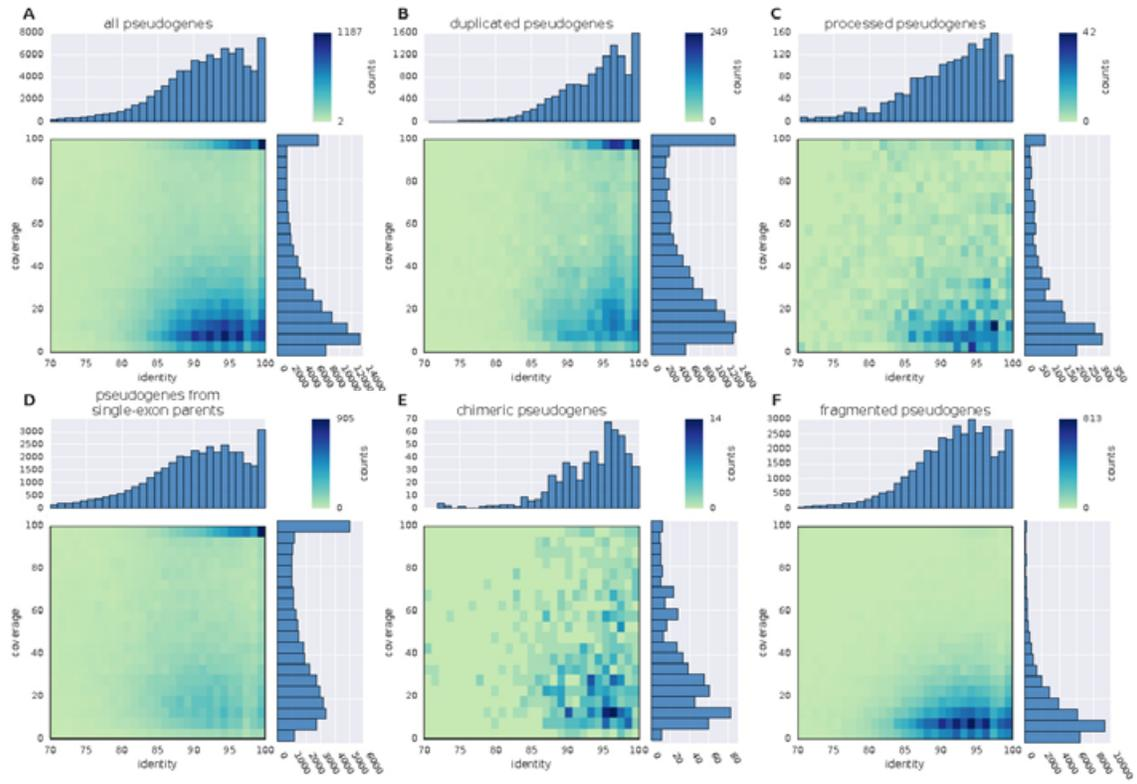 A
all pseudogenes
8000
6000
4000
2000
0
1187
2
counts
100
80
60
40
20
0
coverage
70 75 80 85 90 95 100
identity
0 2000 4000 6000 8000 10000 12000 14000
B
duplicated pseudogenes
1600
1200
800
400
0
249
0
counts
100
80
60
40
20
0
coverage
70 75 80 85 90 95 100
identity
0 200 400 600 800 1000 1200 1400
C
processed pseudogenes
160
120
80
40
0
42
0
counts
100
80
60
40
20
0
coverage
70 75 80 85 90 95 100
identity
0 50 100 150 200 250 300 350
D
pseudogenes from
single-exon parents
3000
2500
2000
1500
1000
500
0
905
0
counts
100
80
60
40
20
0
coverage
70 75 80 85 90 95 100
identity
0 1000 2000 3000 4000 5000 6000
E
chimeric pseudogenes
70
60
50
40
30
20
10
0
14
0
counts
100
80
60
40
20
0
coverage
70 75 80 85 90 95 100
identity
0 20 40 60 80
F
fragmented pseudogenes
3000
2500
2000
1500
1000
500
0
813
0
counts
100
80
60
40
20
0
coverage
70 75 80 85 90 95 100
identity
0 2000 4000 6000 8000 10000